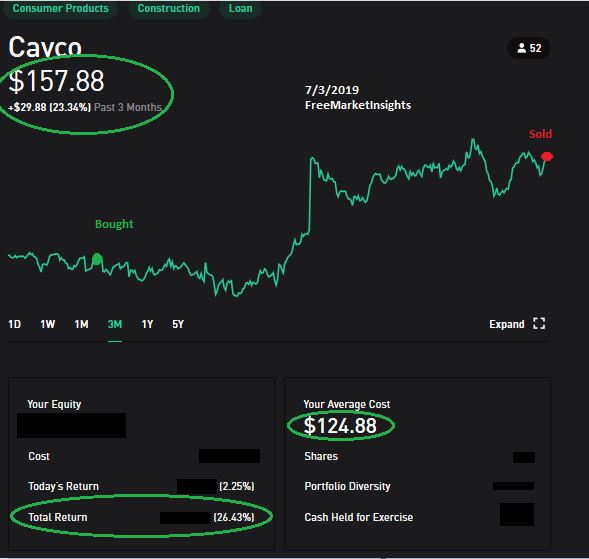 Consumer Products Construction Loan
Cavco
52
$157.88
+$29.88 (23.34%) Past 3 Months
7/3/2019
FreeMarketInsights
Sold
Bought
1D 1W 1M 3M 1Y 5Y
Expand
Your Equity
Cost
Today's Return (2.25%)
Total Return (26.43%)
Your Average Cost
$124.88
Shares
Portfolio Diversity
Cash Held for Exercise